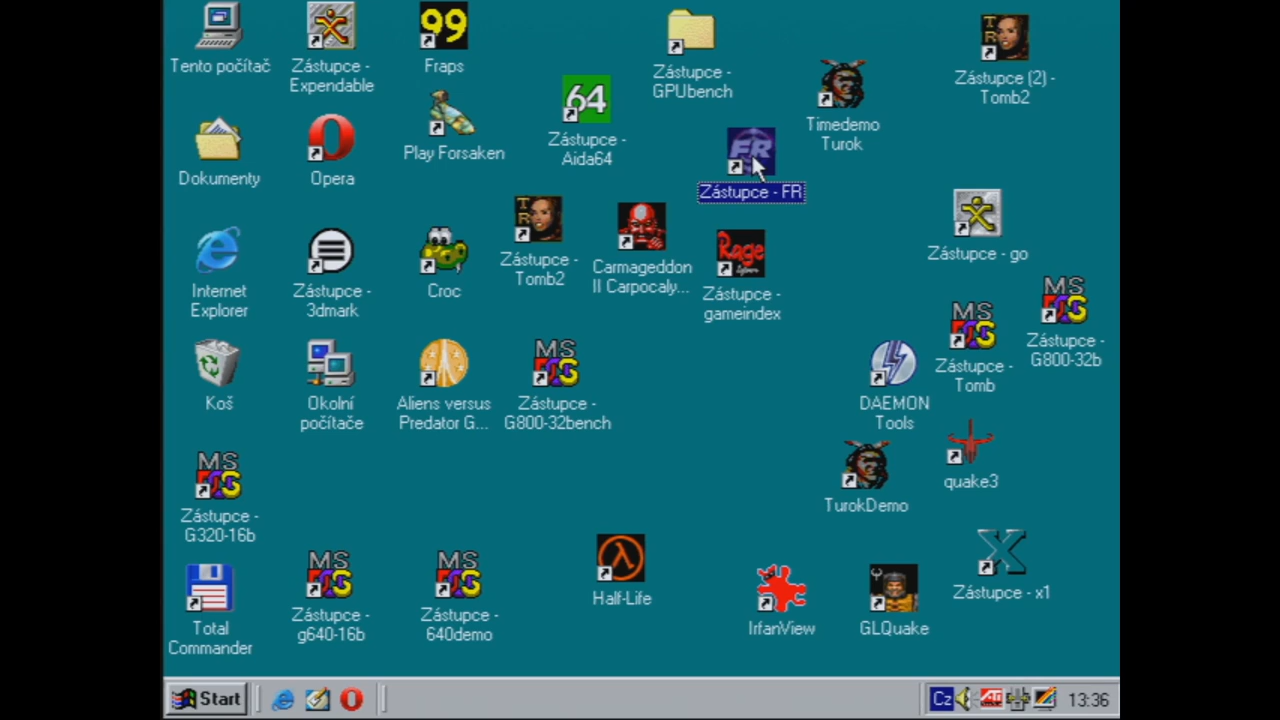 Tento počítač
Zástupce -
Expendable
99
Fraps
Zástupce -
GPUbench
TR
Zástupce (2) -
Tomb2
Dokumenty
Opera
Play Forsaken
64
Zástupce -
Aida64
FR
Zástupce - FR
Timedemo
Turok
Internet
Explorer
Zástupce -
3dmark
Croc
TR
Zástupce -
Tomb2
Carmageddon
II Carpocaly...
Rage
Zástupce -
gameindex
Zástupce - go
Koš
Okolní
počítače
Aliens versus
Predator G...
MS
Zástupce -
G800-32bench
DAEMON
Tools
MS
Zástupce -
Tomb
MS
Zástupce -
G800-32b
MS
Zástupce -
G320-16b
TurokDemo
quake3
Total
Commander
MS
Zástupce -
g640-16b
MS
Zástupce -
640demo
Half-Life
IrfanView
GLQuake
X
Zástupce - x1
Start
Cz
ATI
13:36